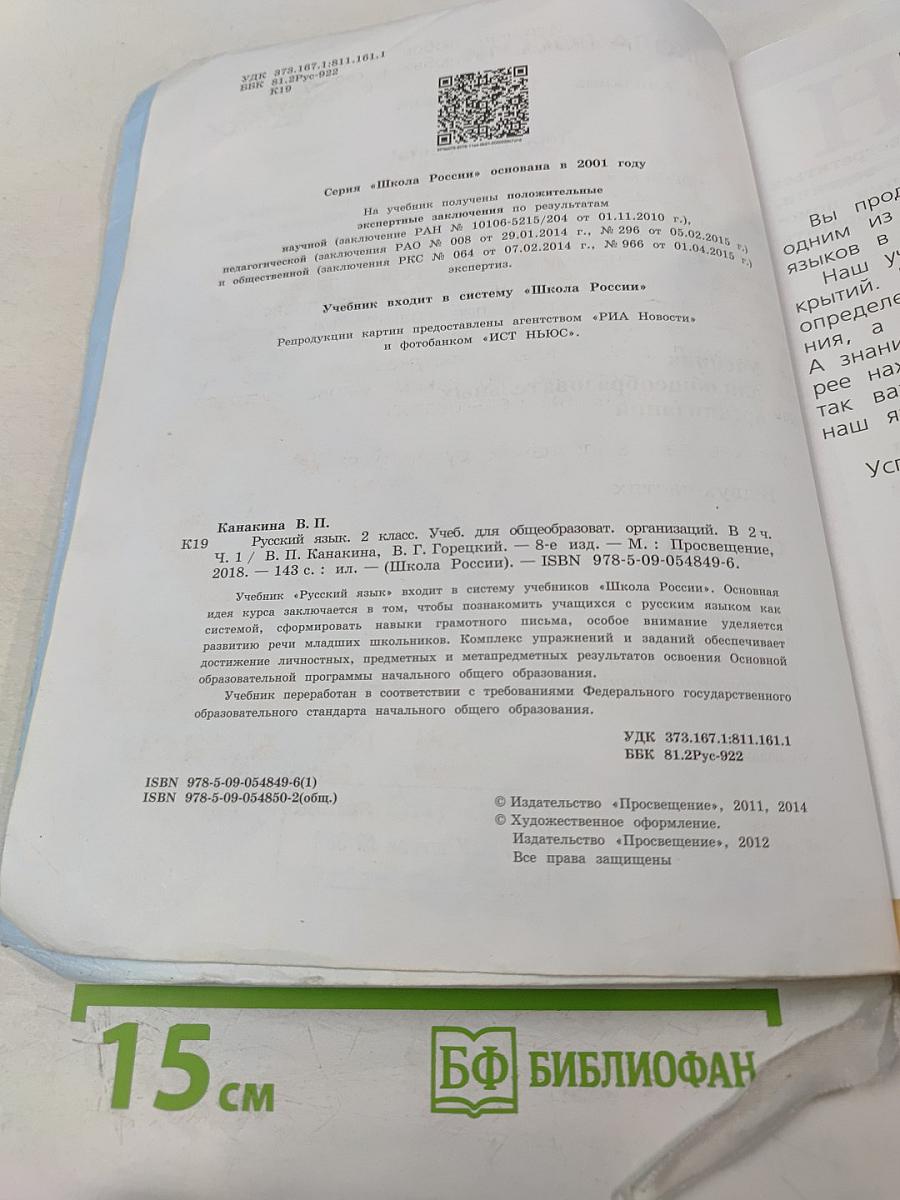 УДК 373.167.1:811.161.1
ББК 81.2Рус-922
К19
Серия «Школа России» основана в 2001 году
На учебник получены положительные
экспертные заключения по результатам
научной (заключение РАН № 10106-5215/204 от 01.11.2010 г.),
педагогической (заключения РАО № 008 от 29.01.2014 г., № 296 от 05.02.2015 г.)
и общественной (заключения РКС № 064 от 07.02.2014 г., № 966 от 01.04.2015 г.)
экспертиз.
Учебник входит в систему «Школа России»
Репродукции картин предоставлены агентством «РИА Новости»
и фотобанком «ИСТ НЬЮС».
Канакина В. П.
К19 Русский язык. 2 класс. Учеб. для общеобразоват. организаций. В 2 ч.
Ч. 1 / В. П. Канакина, В. Г. Горецкий. — 8-е изд. — М. : Просвещение,
2018. — 143 с. : ил. — (Школа России). — ISBN 978-5-09-054849-6.
Учебник «Русский язык» входит в систему учебников «Школа России». Основная
идея курса заключается в том, чтобы познакомить учащихся с русским языком как
системой, сформировать навыки грамотного письма, особое внимание уделяется
развитию речи младших школьников. Комплекс упражнений и заданий обеспечивает
достижение личностных, предметных и метапредметных результатов освоения Основной
образовательной программы начального общего образования.
Учебник переработан в соответствии с требованиями Федерального государственного
образовательного стандарта начального общего образования.
УДК 373.167.1:811.161.1
ББК 81.2Рус-922
ISBN 978-5-09-054849-6(1)
ISBN 978-5-09-054850-2(общ.)
© Издательство «Просвещение», 2011, 2014
© Художественное оформление.
Издательство «Просвещение», 2012
Все права защищены
Вы прод
одним из
языков в
Наш уч
крытий.
определе
ния, а
А знани
рее нах
так ва
наш я
Усп
15 см
БФ БИБЛИОФАН